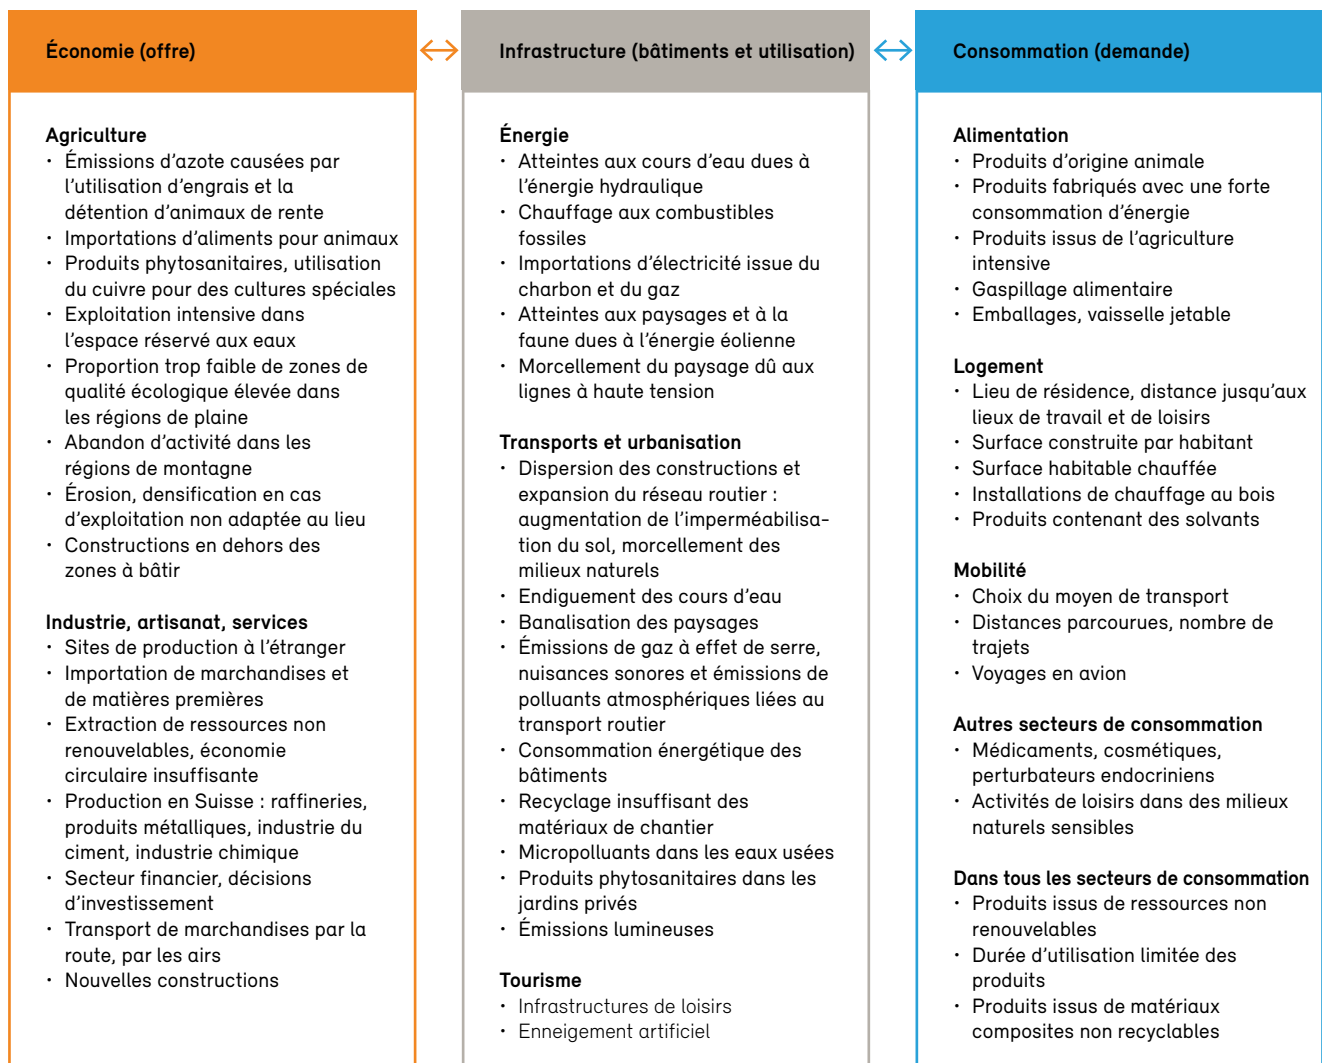 Économie (offre)
Agriculture
· Émissions d'azote causées par
l'utilisation d'engrais et la
détention d'animaux de rente
· Importations d'aliments pour animaux
· Produits phytosanitaires, utilisation
du cuivre pour des cultures spéciales
· Exploitation intensive dans
l'espace réservé aux eaux
· Proportion trop faible de zones de
qualité écologique élevée dans
les régions de plaine
· Abandon d'activité dans les
régions de montagne
· Érosion, densification en cas
d'exploitation non adaptée au lieu
· Constructions en dehors des
zones à bâtir
Industrie, artisanat, services
· Sites de production à l'étranger
· Importation de marchandises et
de matières premières
· Extraction de ressources non
renouvelables, économie
circulaire insuffisante
· Production en Suisse : raffineries,
produits métalliques, industrie du
ciment, industrie chimique
· Secteur financier, décisions
d'investissement
· Transport de marchandises par la
route, par les airs
· Nouvelles constructions
Infrastructure (bâtiments et utilisation)
Énergie
· Atteintes aux cours d'eau dues à
l'énergie hydraulique
· Chauffage aux combustibles
fossiles
· Importations d'électricité issue du
charbon et du gaz
· Atteintes aux paysages et à la
faune dues à l'énergie éolienne
· Morcellement du paysage dû aux
lignes à haute tension
Transports et urbanisation
· Dispersion des constructions et
expansion du réseau routier :
augmentation de l'imperméabilisa-
tion du sol, morcellement des
milieux naturels
· Endiguement des cours d'eau
· Banalisation des paysages
· Émissions de gaz à effet de serre,
nuisances sonores et émissions de
polluants atmosphériques liées au
transport routier
· Consommation énergétique des
bâtiments
· Recyclage insuffisant des
matériaux de chantier
· Micropolluants dans les eaux usées
· Produits phytosanitaires dans les
jardins privés
· Émissions lumineuses
Tourisme
· Infrastructures de loisirs
· Enneigement artificiel
Consommation (demande)
Alimentation
· Produits d'origine animale
· Produits fabriqués avec une forte
consommation d'énergie
· Produits issus de l'agriculture
intensive
· Gaspillage alimentaire
· Emballages, vaisselle jetable
Logement
· Lieu de résidence, distance jusqu'aux
lieux de travail et de loisirs
· Surface construite par habitant
· Surface habitable chauffée
· Installations de chauffage au bois
· Produits contenant des solvants
Mobilité
· Choix du moyen de transport
· Distances parcourues, nombre de
trajets
· Voyages en avion
Autres secteurs de consommation
· Médicaments, cosmétiques,
perturbateurs endocriniens
· Activités de loisirs dans des milieux
naturels sensibles
Dans tous les secteurs de consommation
· Produits issus de ressources non
renouvelables
· Durée d'utilisation limitée des
produits
· Produits issus de matériaux
composites non recyclables